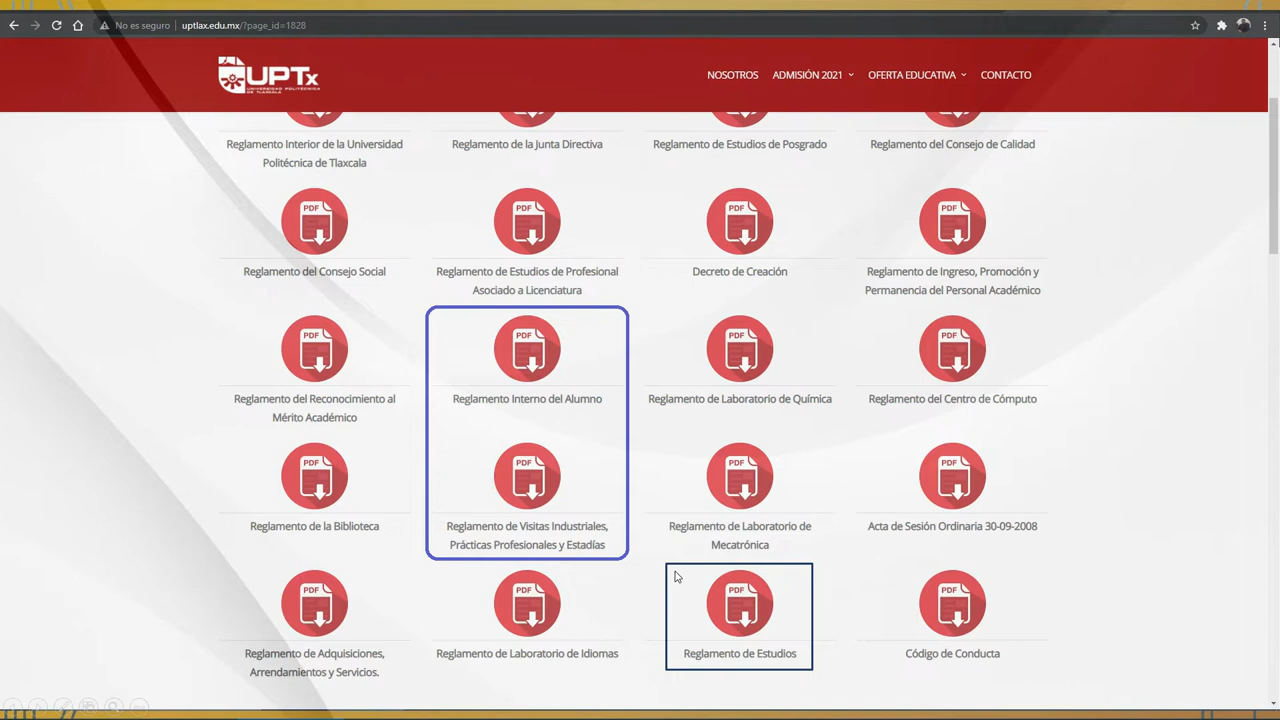 No es seguro | uptlax.edu.mx/?page_id=1828
UPTx
UNIVERSIDAD POLITÉCNICA
DE TLAXCALA
NOSOTROS ADMISIÓN 2021 OFERTA EDUCATIVA CONTACTO
Reglamento Interior de la Universidad
Politécnica de Tlaxcala
Reglamento de la Junta Directiva
Reglamento de Estudios de Posgrado
Reglamento del Consejo de Calidad
PDF
PDF
PDF
PDF
Reglamento del Consejo Social
Reglamento de Estudios de Profesional
Asociado a Licenciatura
Decreto de Creación
Reglamento de Ingreso, Promoción y
Permanencia del Personal Académico
PDF
PDF
PDF
PDF
Reglamento del Reconocimiento al
Mérito Académico
Reglamento Interno del Alumno
Reglamento de Laboratorio de Química
Reglamento del Centro de Cómputo
PDF
PDF
PDF
PDF
Reglamento de la Biblioteca
Reglamento de Visitas Industriales,
Prácticas Profesionales y Estadías
Reglamento de Laboratorio de
Mecatrónica
Acta de Sesión Ordinaria 30-09-2008
PDF
PDF
PDF
PDF
Reglamento de Adquisiciones,
Arrendamientos y Servicios.
Reglamento de Laboratorio de Idiomas
Reglamento de Estudios
Código de Conducta